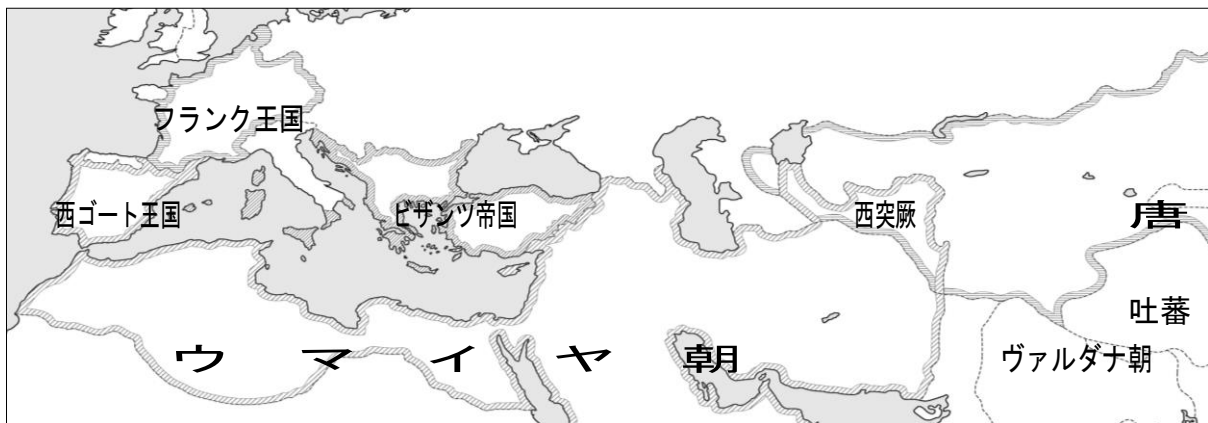 フランク王国
西ゴート王国
ビザンツ帝国
西突厥
唐
吐蕃
ウマイヤ朝
ヴァルダナ朝